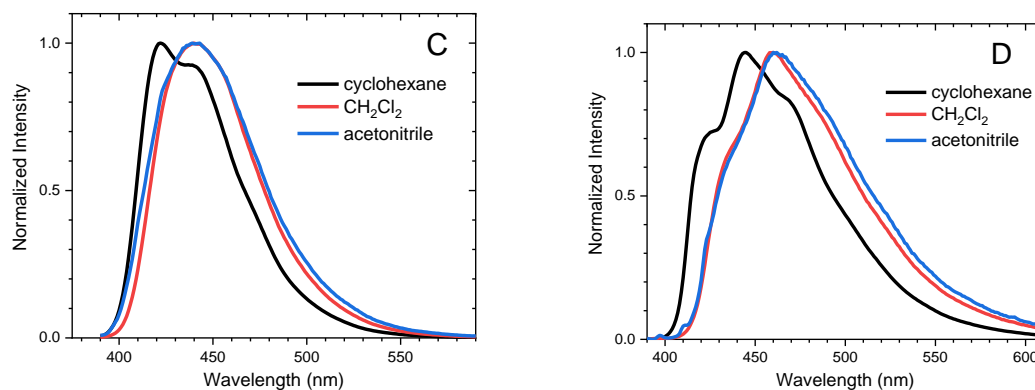 C
1.0
0.5
0.0
Normalized Intensity
cyclohexane
CH₂Cl₂
acetonitrile
400 450 500 550
Wavelength (nm)
D
1.0
0.5
0.0
Normalized Intensity
cyclohexane
CH₂Cl₂
acetonitrile
400 450 500 550 600
Wavelength (nm)